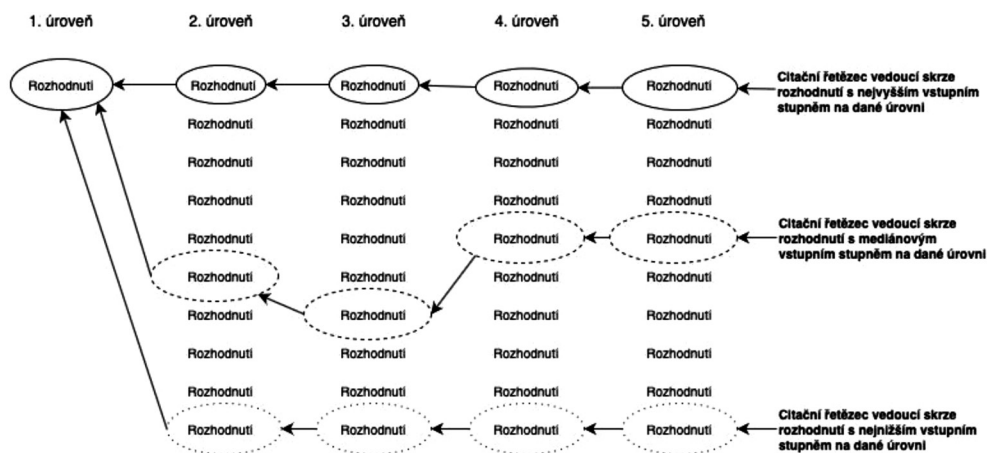 1. úroveň 2. úroveň 3. úroveň 4. úroveň 5. úroveň
Rozhodnutí Rozhodnutí Rozhodnutí Rozhodnutí Rozhodnutí
Citační řetězec vedoucí skrze
rozhodnutí s nejvyšším vstupním
stupněm na dané úrovni
Rozhodnutí Rozhodnutí Rozhodnutí Rozhodnutí
Rozhodnutí Rozhodnutí Rozhodnutí Rozhodnutí
Rozhodnutí Rozhodnutí Rozhodnutí Rozhodnutí
Rozhodnutí Rozhodnutí Rozhodnutí Rozhodnutí
Citační řetězec vedoucí skrze
rozhodnutí s mediánovým
vstupním stupněm na dané úrovni
Rozhodnutí Rozhodnutí Rozhodnutí Rozhodnutí
Rozhodnutí Rozhodnutí Rozhodnutí Rozhodnutí
Rozhodnutí Rozhodnutí Rozhodnutí Rozhodnutí
Rozhodnutí Rozhodnutí Rozhodnutí Rozhodnutí
Rozhodnutí Rozhodnutí Rozhodnutí Rozhodnutí
Citační řetězec vedoucí skrze
rozhodnutí s nejnižším vstupním
stupněm na dané úrovni